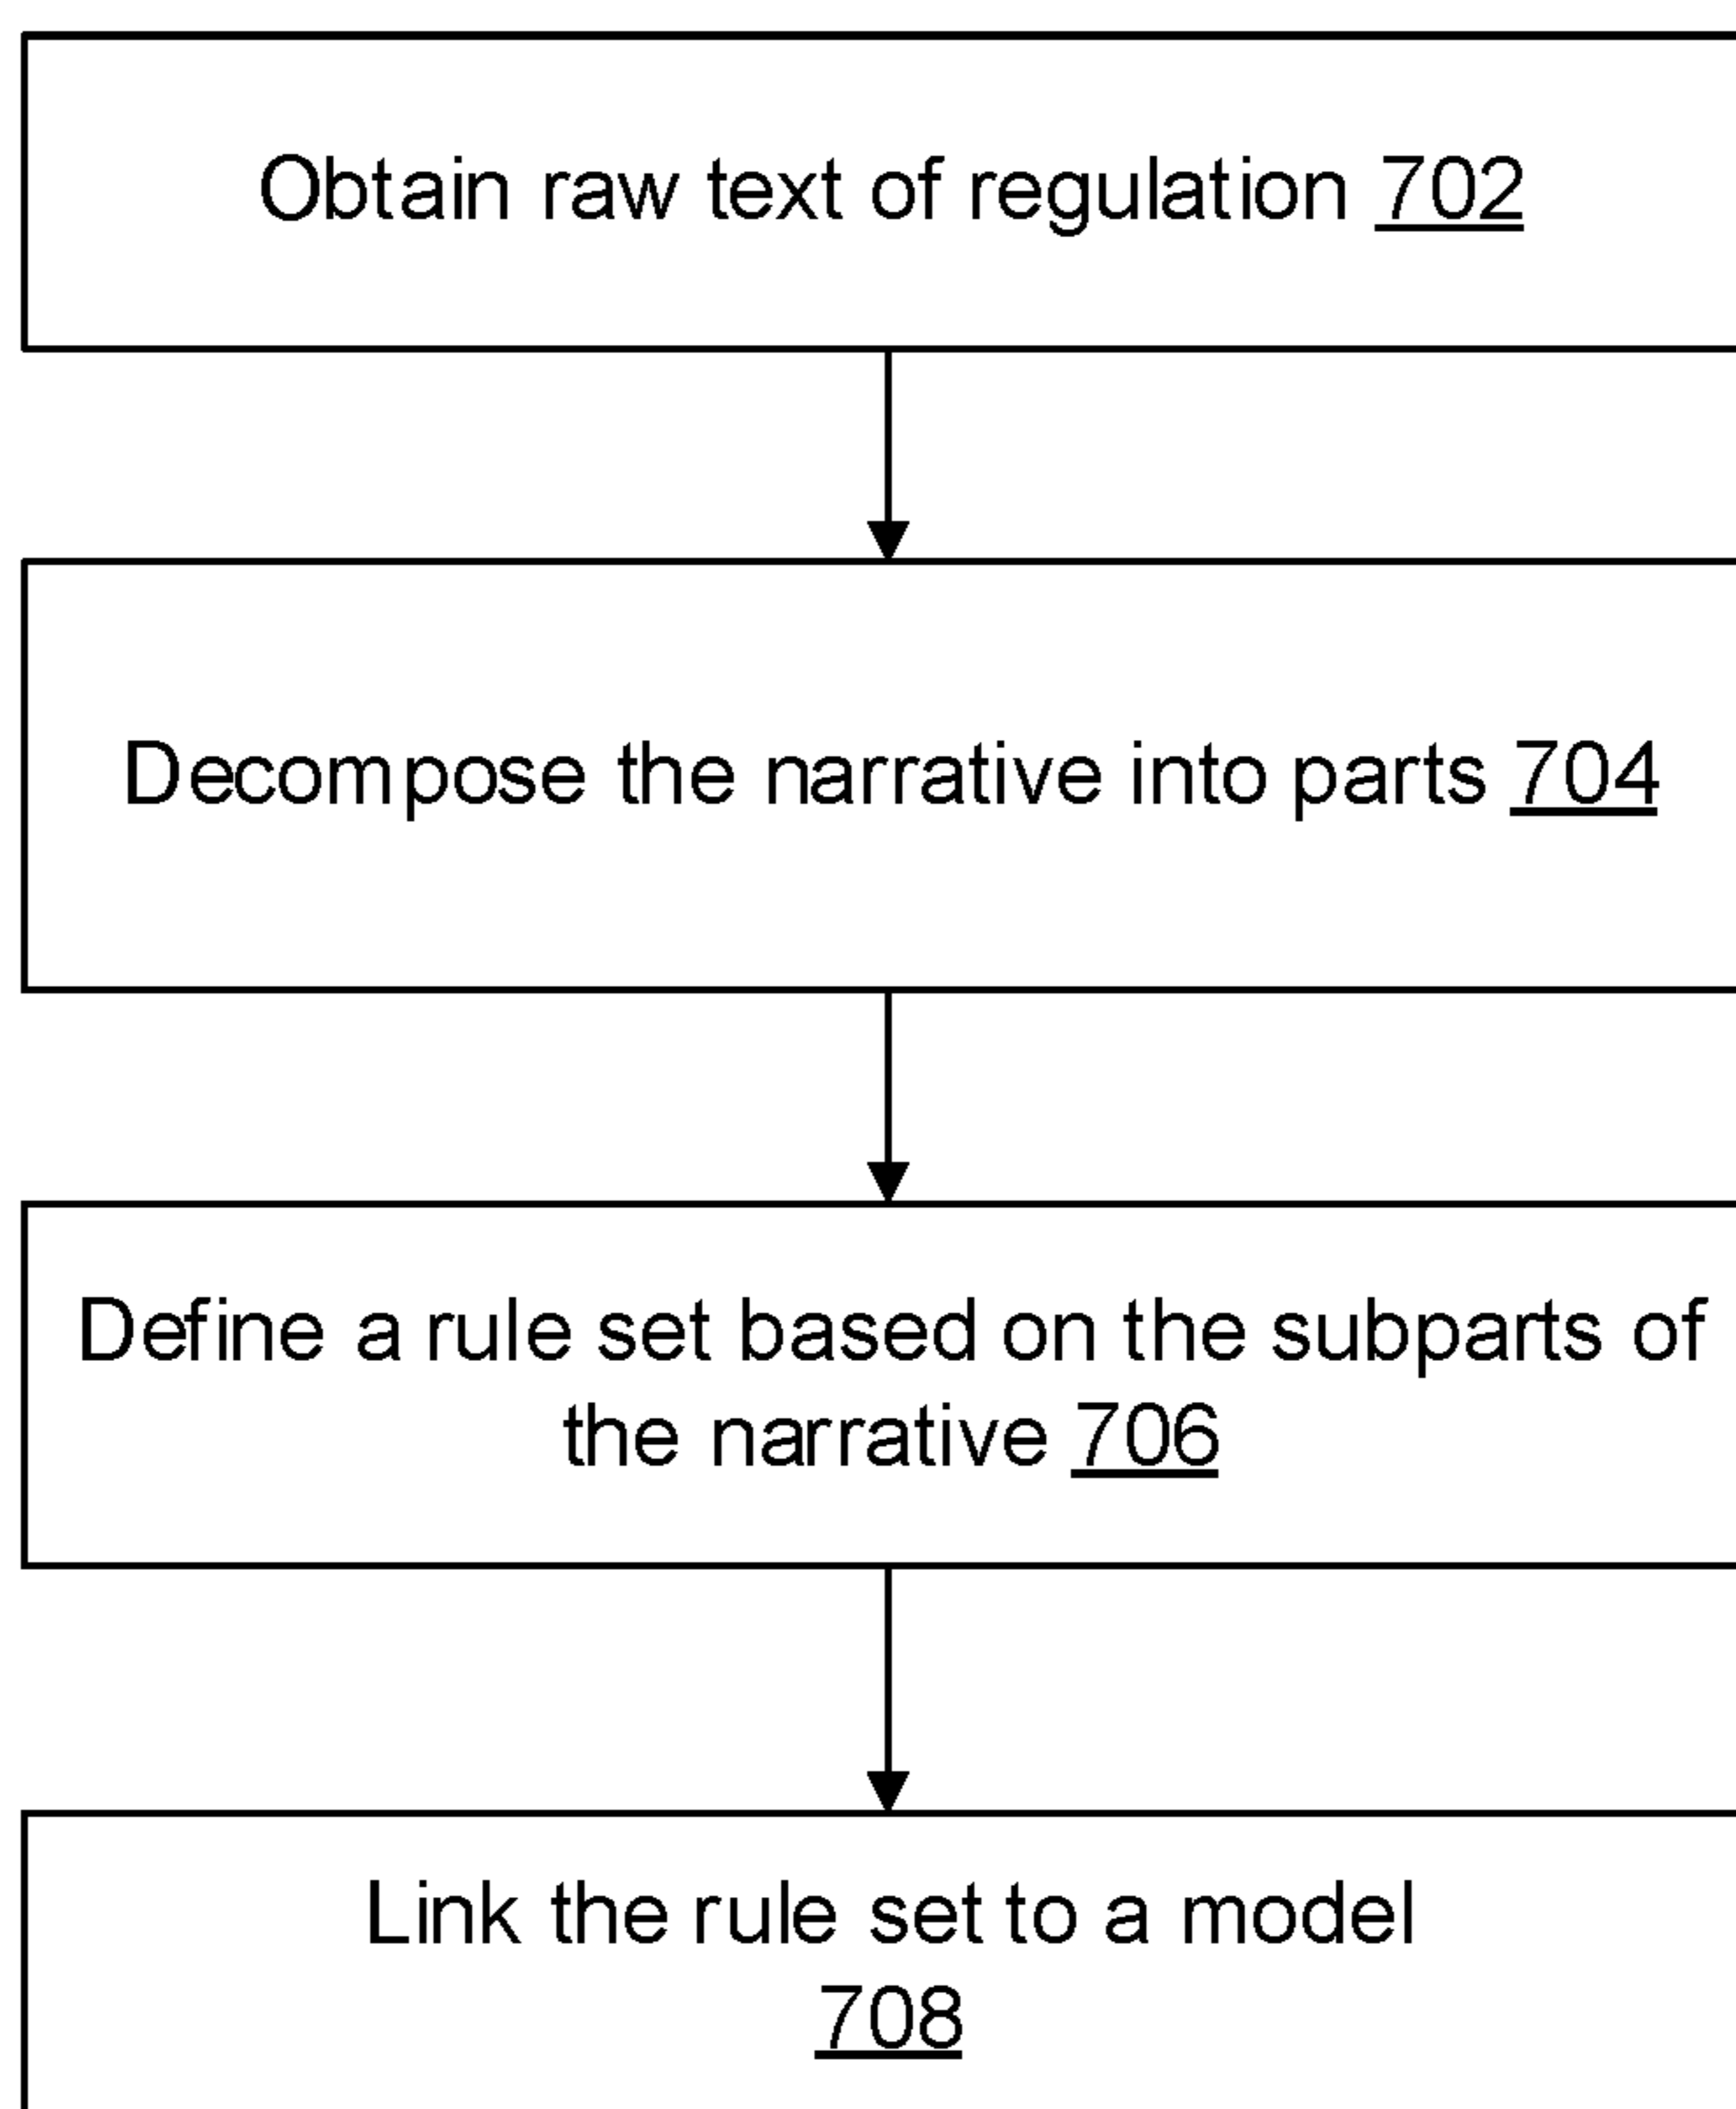 Obtain raw text of regulation 702
Decompose the narrative into parts 704
Define a rule set based on the subparts of
the narrative 706
Link the rule set to a model
708